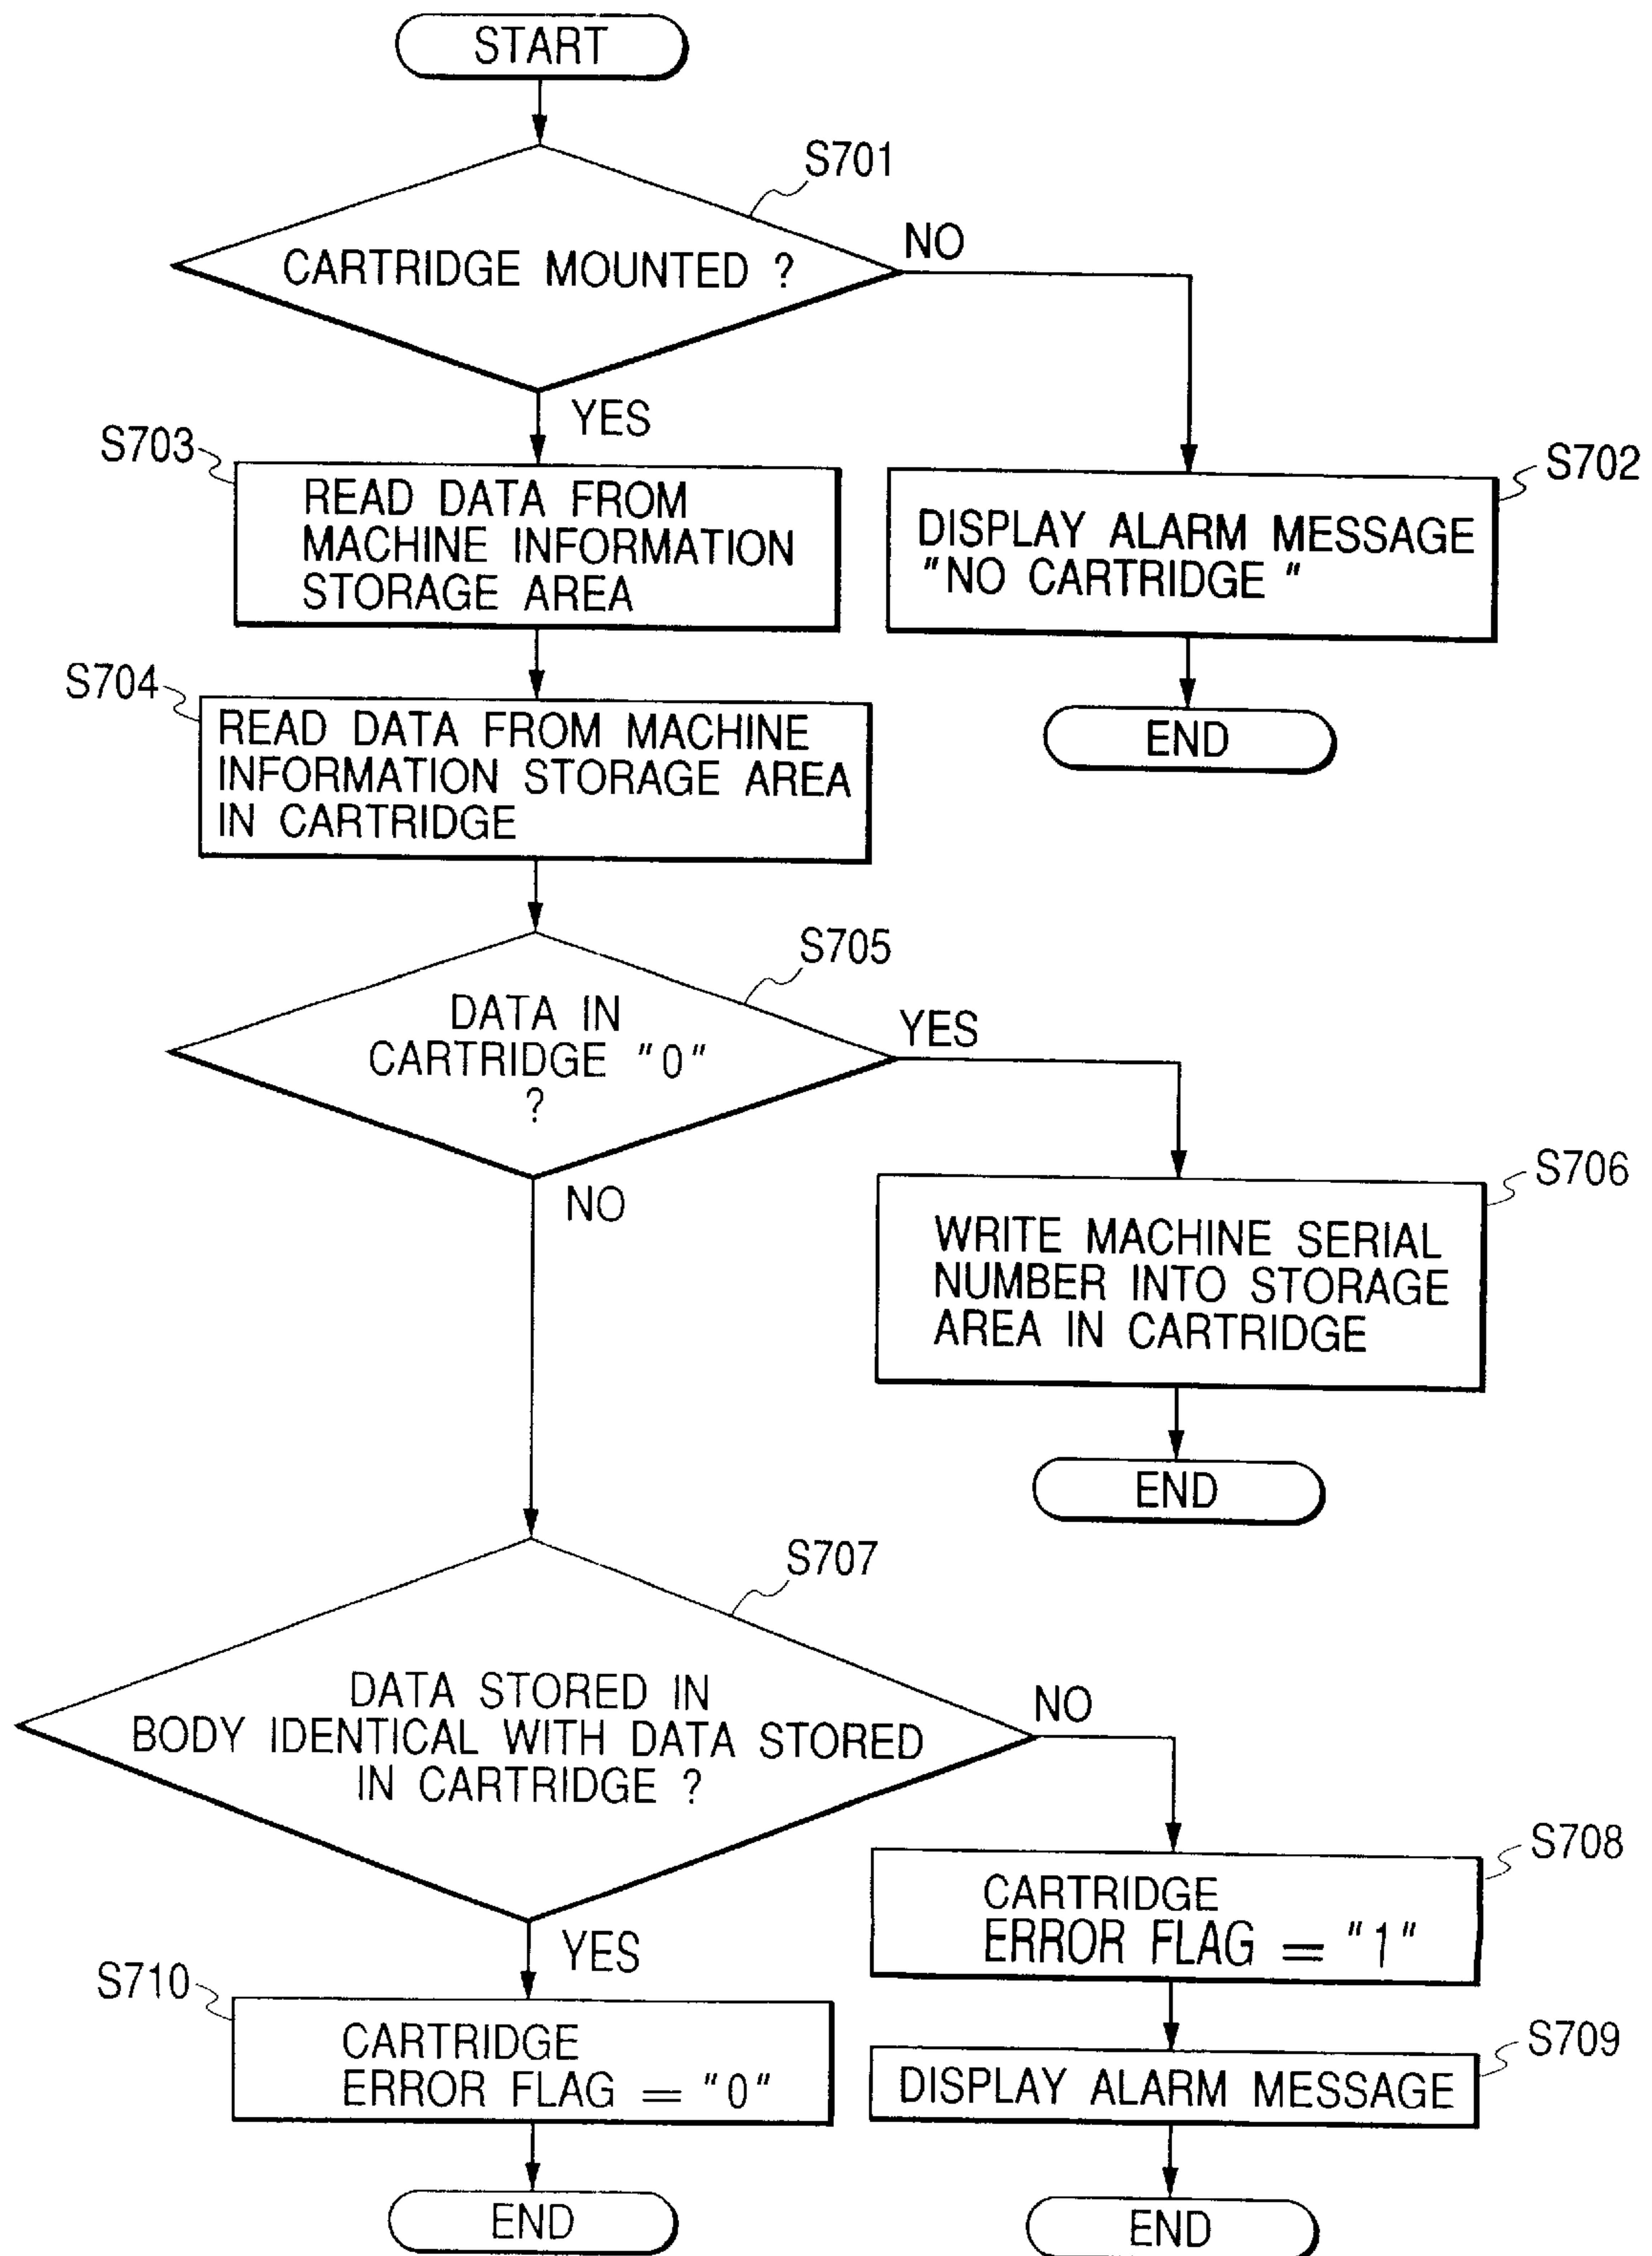 START
S701
CARTRIDGE MOUNTED ?
NO
YES
S703
READ DATA FROM
MACHINE INFORMATION
STORAGE AREA
S702
DISPLAY ALARM MESSAGE
"NO CARTRIDGE "
END
S704
READ DATA FROM MACHINE
INFORMATION STORAGE AREA
IN CARTRIDGE
S705
DATA IN
CARTRIDGE "0"
?
YES
NO
S706
WRITE MACHINE SERIAL
NUMBER INTO STORAGE
AREA IN CARTRIDGE
END
S707
DATA STORED IN
BODY IDENTICAL WITH DATA STORED
IN CARTRIDGE ?
NO
YES
S708
CARTRIDGE
ERROR FLAG = "1"
S710
CARTRIDGE
ERROR FLAG = "0"
S709
DISPLAY ALARM MESSAGE
END
END